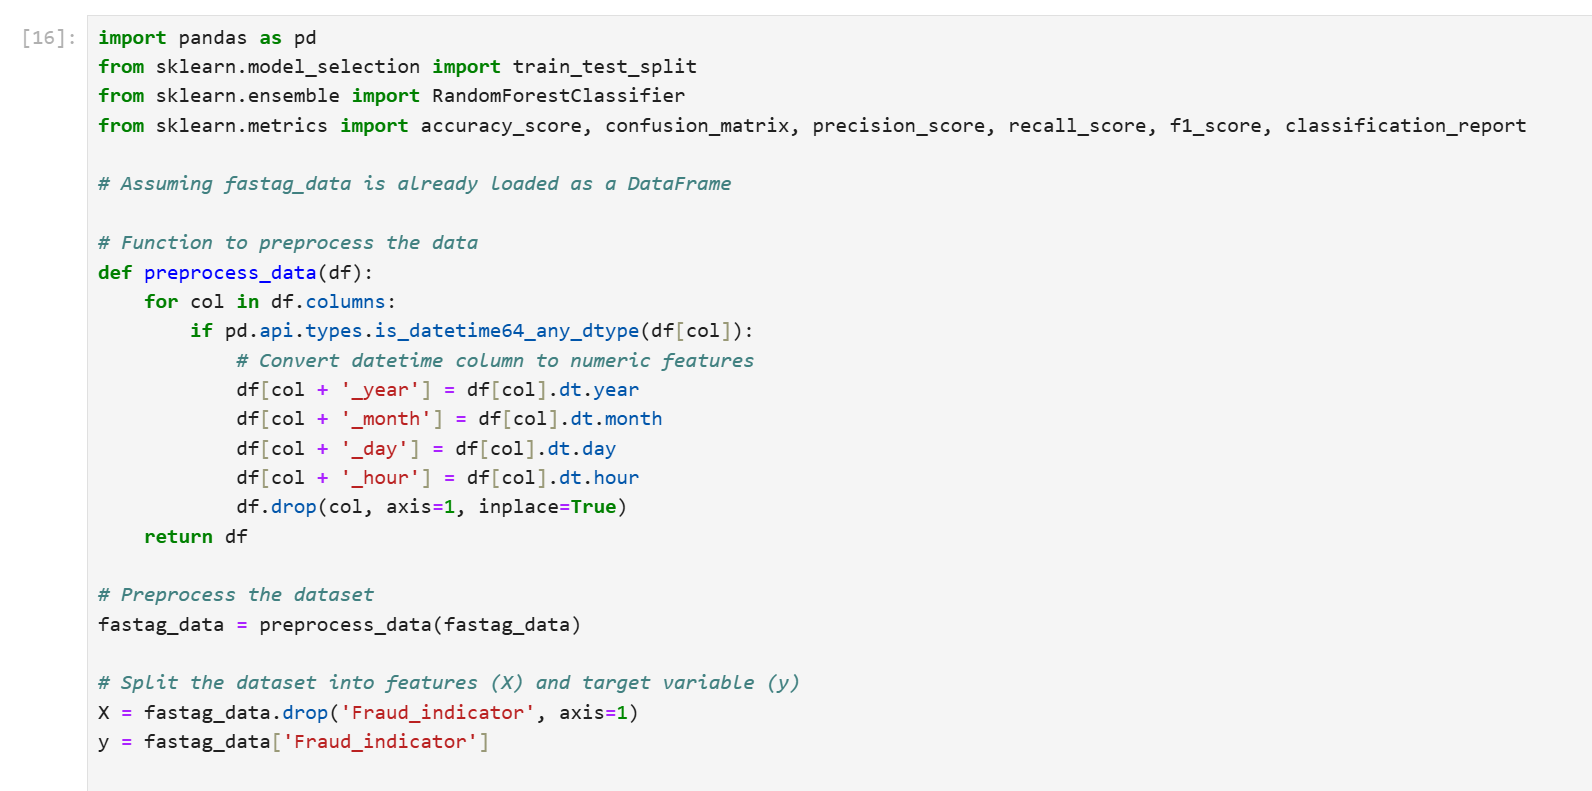 [16]:
import pandas as pd
from sklearn.model_selection import train_test_split
from sklearn.ensemble import RandomForestClassifier
from sklearn.metrics import accuracy_score, confusion_matrix, precision_score, recall_score, f1_score, classification_report

# Assuming fastag_data is already loaded as a DataFrame

# Function to preprocess the data
def preprocess_data(df):
    for col in df.columns:
        if pd.api.types.is_datetime64_any_dtype(df[col]):
            # Convert datetime column to numeric features
            df[col + '_year'] = df[col].dt.year
            df[col + '_month'] = df[col].dt.month
            df[col + '_day'] = df[col].dt.day
            df[col + '_hour'] = df[col].dt.hour
            df.drop(col, axis=1, inplace=True)
    return df

# Preprocess the dataset
fastag_data = preprocess_data(fastag_data)

# Split the dataset into features (X) and target variable (y)
X = fastag_data.drop('Fraud_indicator', axis=1)
y = fastag_data['Fraud_indicator']